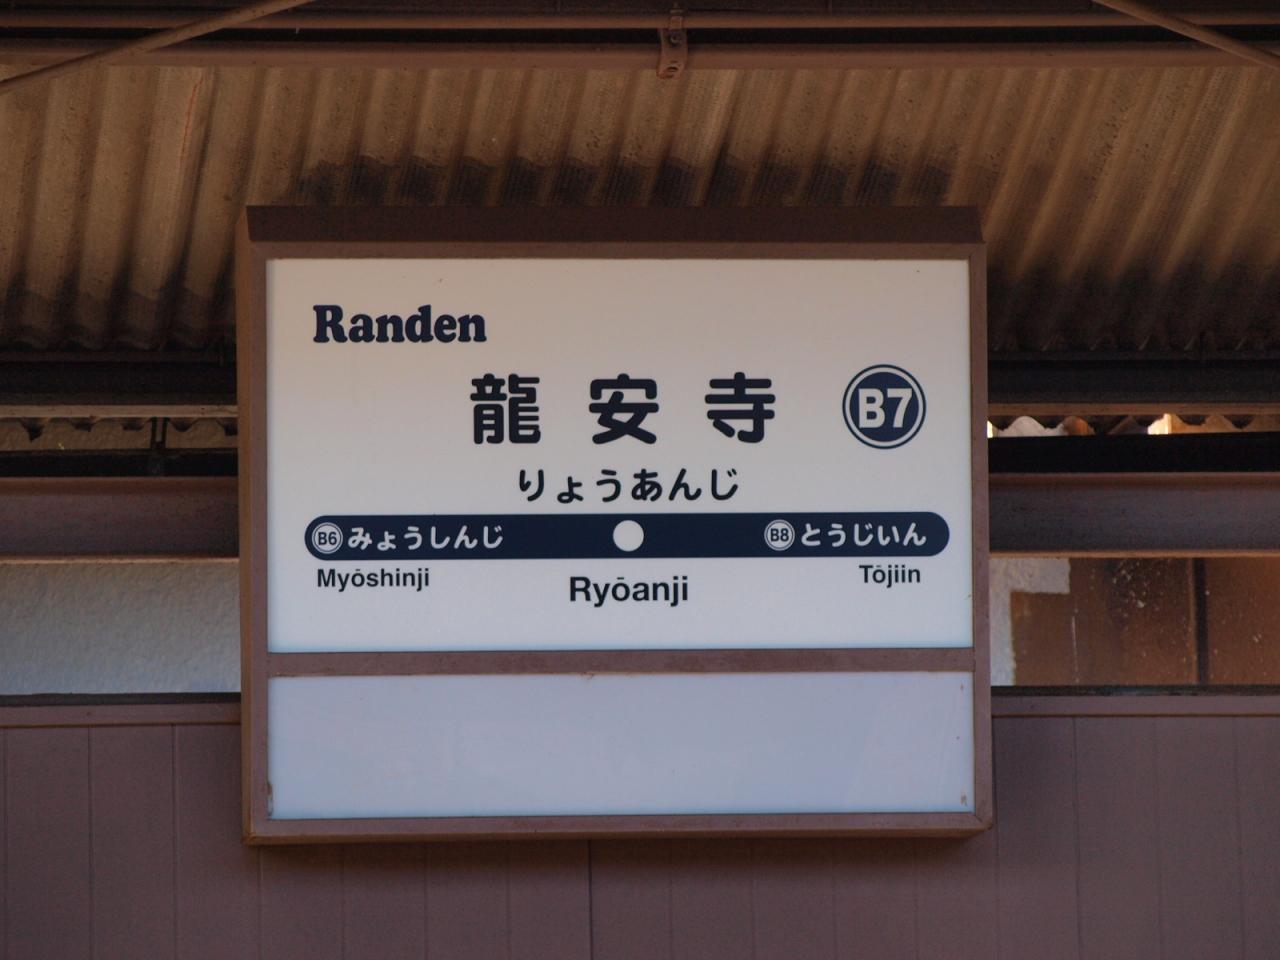 Randen
龍安寺 B7
りょうあんじ
B6 みょうしんじ B8 とうじいん
Myōshinji Ryōanji Tōjiin